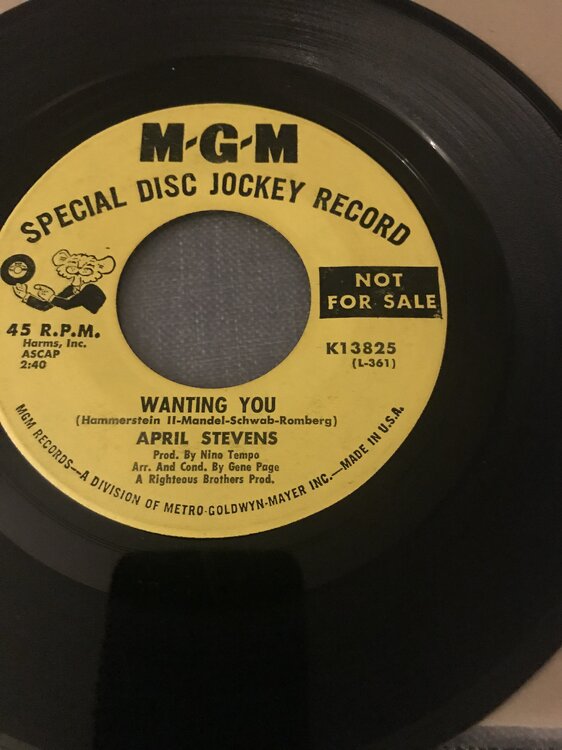 M-G-M
SPECIAL DISC JOCKEY RECORD
NOT
FOR SALE
45 R.P.M.
Harms, Inc.
ASCAP
2:40
K13825
(L-361)
WANTING YOU
(Hammerstein II-Mandel-Schwab-Romberg)
APRIL STEVENS
Prod. By Nino Tempo
Arr. And Cond. By Gene Page
A Righteous Brothers Prod.
MGM RECORDS—A DIVISION OF METRO-GOLDWYN-MAYER INC.—MADE IN U.S.A.